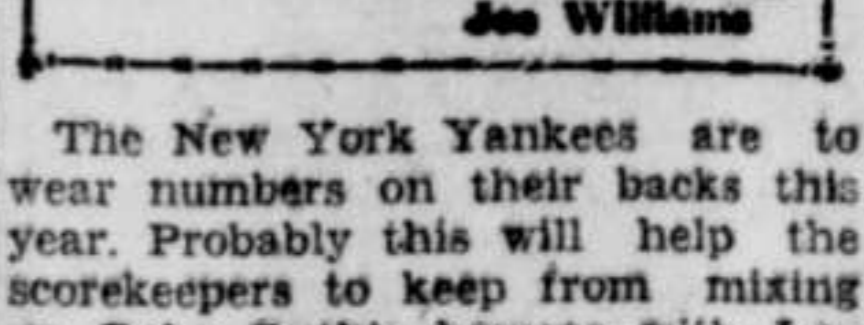 Joe Williams
The New York Yankees are to
wear numbers on their backs this
year. Probably this will help the
scorekeepers to keep from mixing